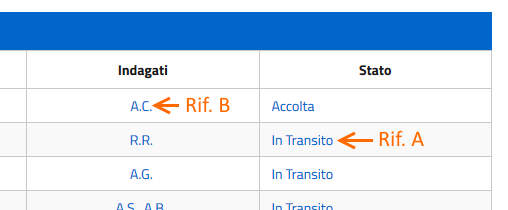 Indagati Stato
A.C. Rif. B Accolta
R.R. In Transito Rif. A
A.G. In Transito
A.S., A.B. In Transito